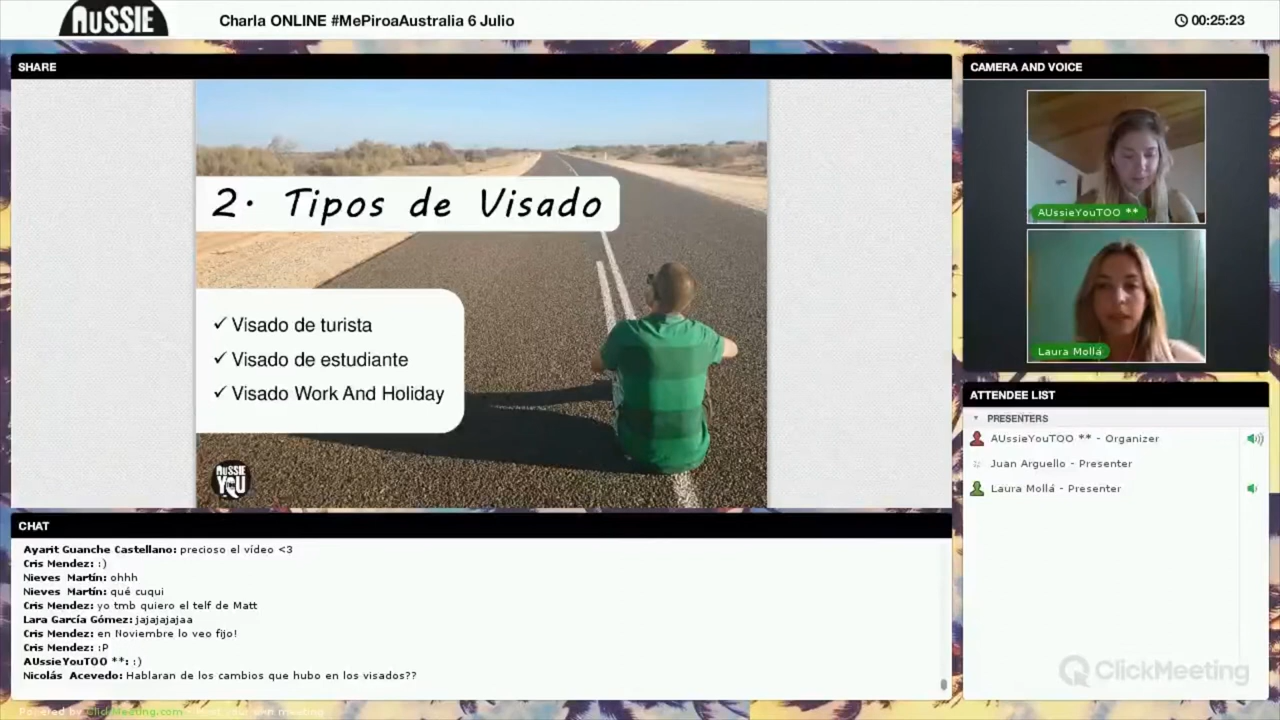 AUSSIE
Charla ONLINE #MePiroaAustralia 6 Julio
00:25:23
SHARE
2. Tipos de Visado
✓ Visado de turista
✓ Visado de estudiante
✓ Visado Work And Holiday
AUSSIE
YOU
CAMERA AND VOICE
AUssieYouTOO **
Laura Mollá
ATTENDEE LIST
PRESENTERS
AUssieYouTOO ** - Organizer
Juan Arguello - Presenter
Laura Mollá - Presenter
CHAT
Ayarit Guanche Castellano: precioso el vídeo <3
Cris Mendez: :)
Nieves Martín: ohhh
Nieves Martín: qué cuqui
Cris Mendez: yo tmb quiero el telf de Matt
Lara García Gómez: jajajajajaa
Cris Mendez: en Noviembre lo veo fijo!
Cris Mendez: :P
AUssieYouTOO **: :)
Nicolás Acevedo: Hablaran de los cambios que hubo en los visados??
ClickMeeting
Powered by ClickMeeting.com